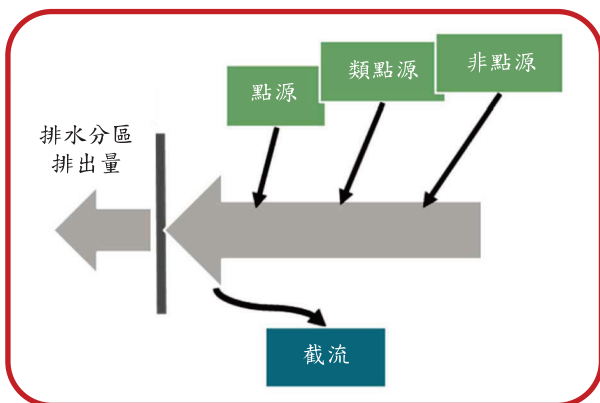 點源
類點源
非點源
排水分區
排出量
截流